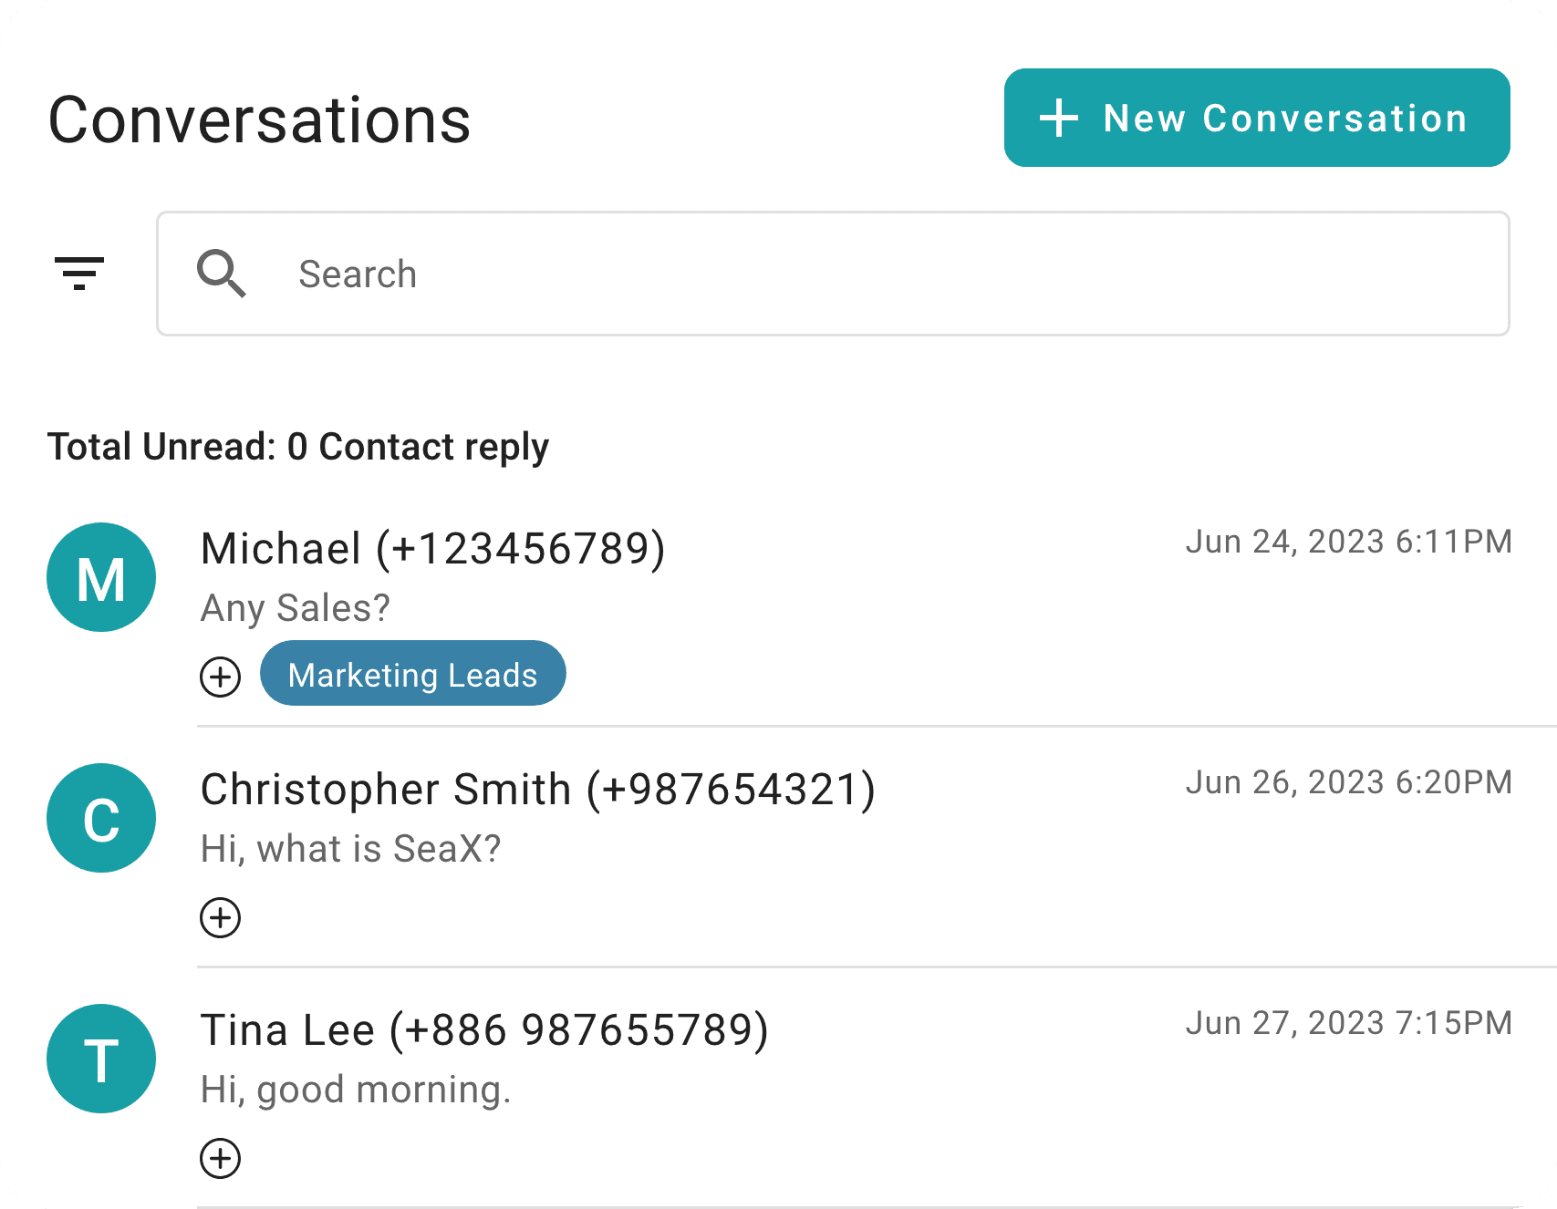 Conversations
+ New Conversation
Search
Total Unread: 0 Contact reply
M
Michael (+123456789)
Jun 24, 2023 6:11PM
Any Sales?
Marketing Leads
C
Christopher Smith (+987654321)
Jun 26, 2023 6:20PM
Hi, what is SeaX?
T
Tina Lee (+886 987655789)
Jun 27, 2023 7:15PM
Hi, good morning.